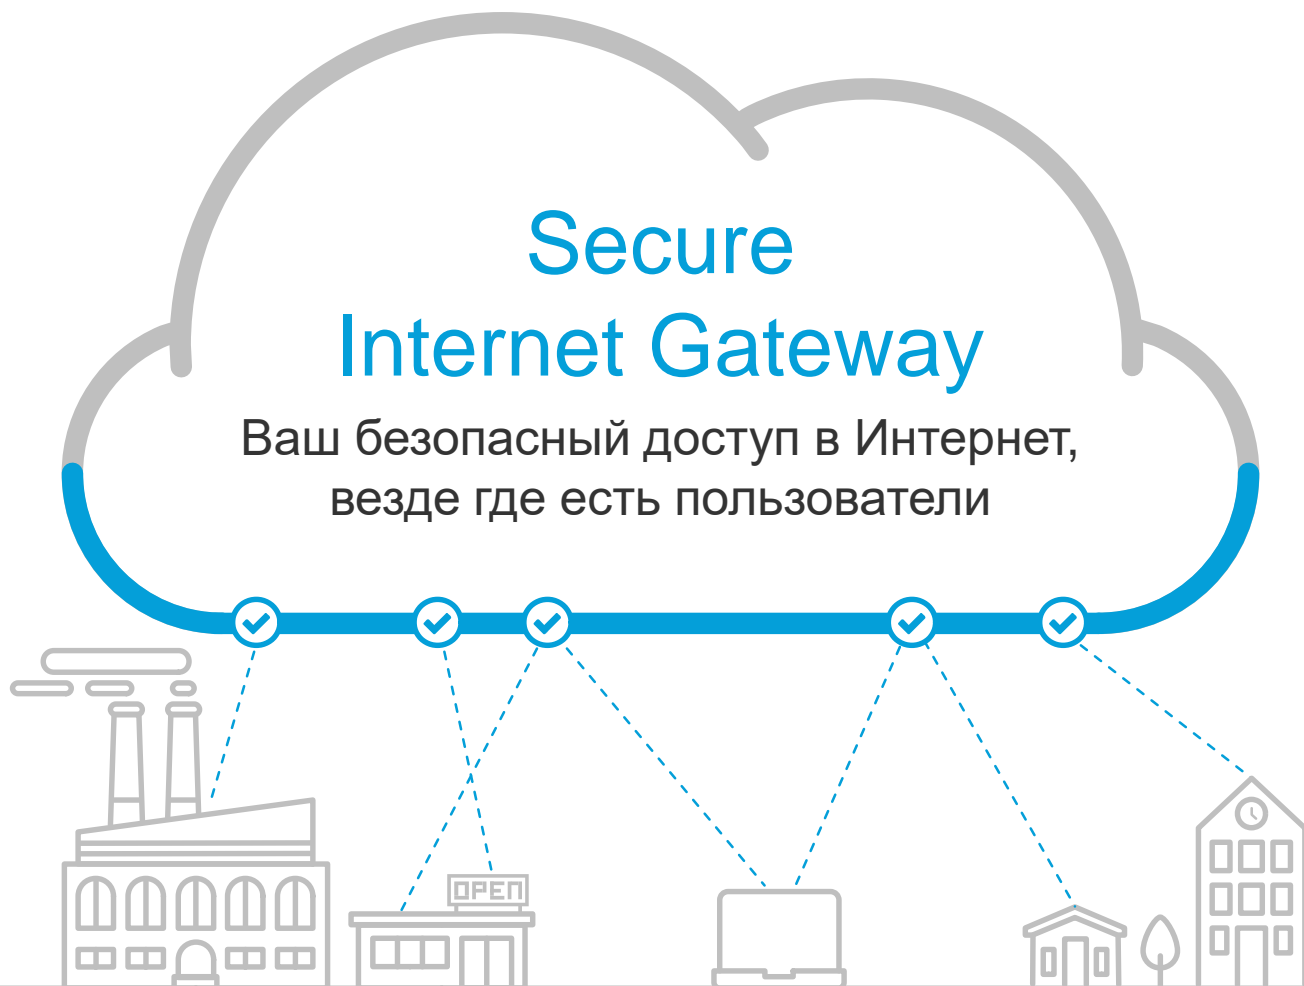 Secure
Internet Gateway
Ваш безопасный доступ в Интернет,
везде где есть пользователи
OPEN